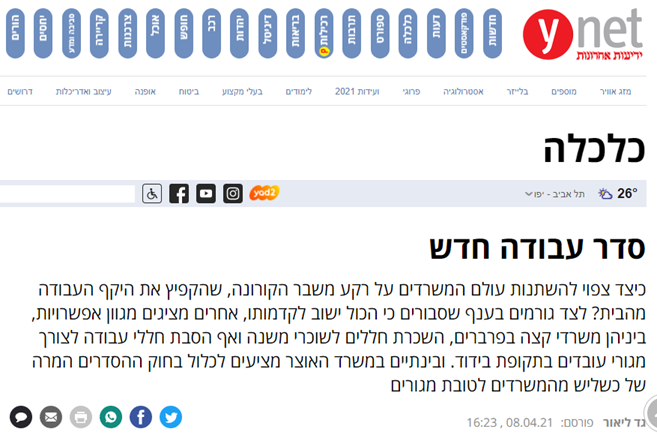 ynet
ידיעות אחרונות
חדשות
פודקאסטים
דעות
כלכלה
ספורט
תרבות
רכילות
בריאות
דיגיטל
יהדות
רכב
חופש
אוכל
צרכנות
קריירה
סביבה ומדע
יחסים
הורים
מזג אוויר מוספים בלייזר אסטרולוגיה פרוגי ועידות 2021 לימודים בעלי מקצוע ביטוח אופנה עיצוב ואדריכלות דרושים
כלכלה
26° תל אביב - יפו yad2
סדר עבודה חדש
כיצד צפוי להשתנות עולם המשרדים על רקע משבר הקורונה, שהקפיץ את היקף העבודה
מהבית? לצד גורמים בענף שסבורים כי הכול ישוב לקדמותו, אחרים מציגים מגוון אפשרויות,
ביניהן משרדי קצה בפרברים, השכרת חללים לשוכרי משנה ואף הסבת חללי עבודה לצורך
מגורי עובדים בתקופת בידוד. ובינתיים במשרד האוצר מציעים לכלול בחוק ההסדרים המרה
של כשליש מהמשרדים לטובת מגורים
גד ליאור פורסם: 08.04.21 , 16:23